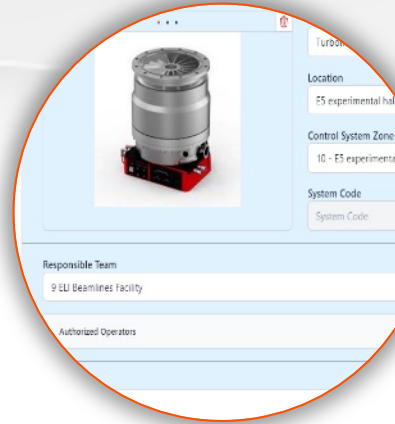 Location
E5 experimental hal
Control System Zone
10 - E5 experimenta
System Code
System Code
Responsible Team
9 ELI Beamlines Facility
Authorized Operators